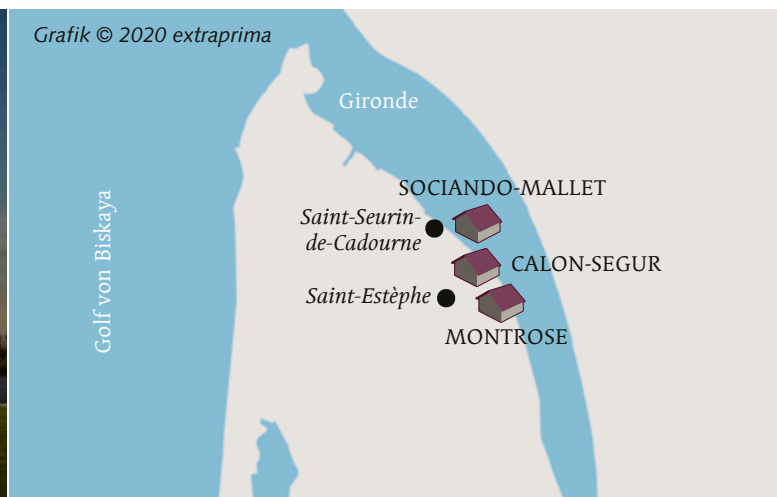 Grafik © 2020 extraprima
Gironde
SOCIANDO-MALLET
Saint-Seurin-
de-Cadourne
CALON-SEGUR
Golf von Biskaya
Saint-Estèphe
MONTROSE